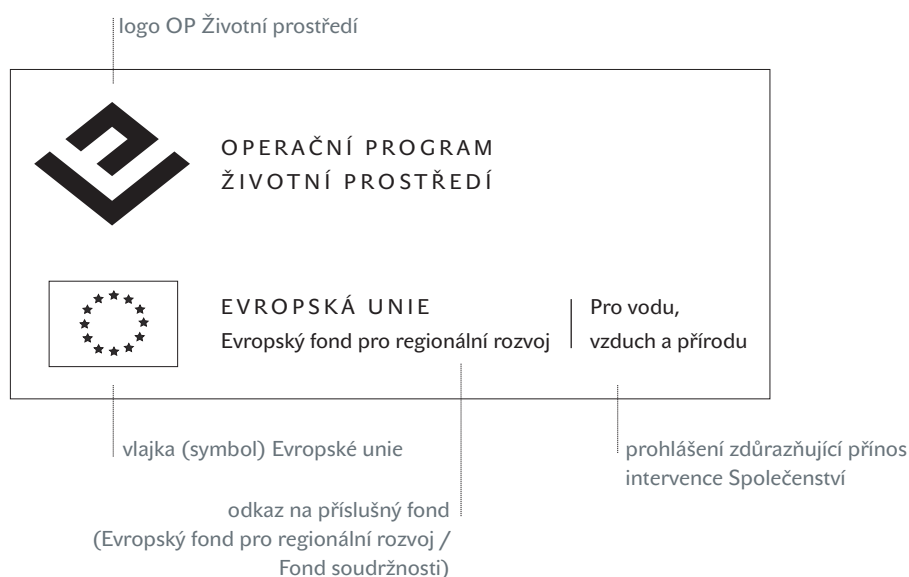 logo OP Životní prostředí
OPERAČNÍ PROGRAM
ŽIVOTNÍ PROSTŘEDÍ
EVROPSKÁ UNIE
Evropský fond pro regionální rozvoj
Pro vodu,
vzduch a přírodu
vlajka (symbol) Evropské unie
prohlášení zdůrazňující přínos
intervence Společenství
odkaz na příslušný fond
(Evropský fond pro regionální rozvoj /
Fond soudržnosti)